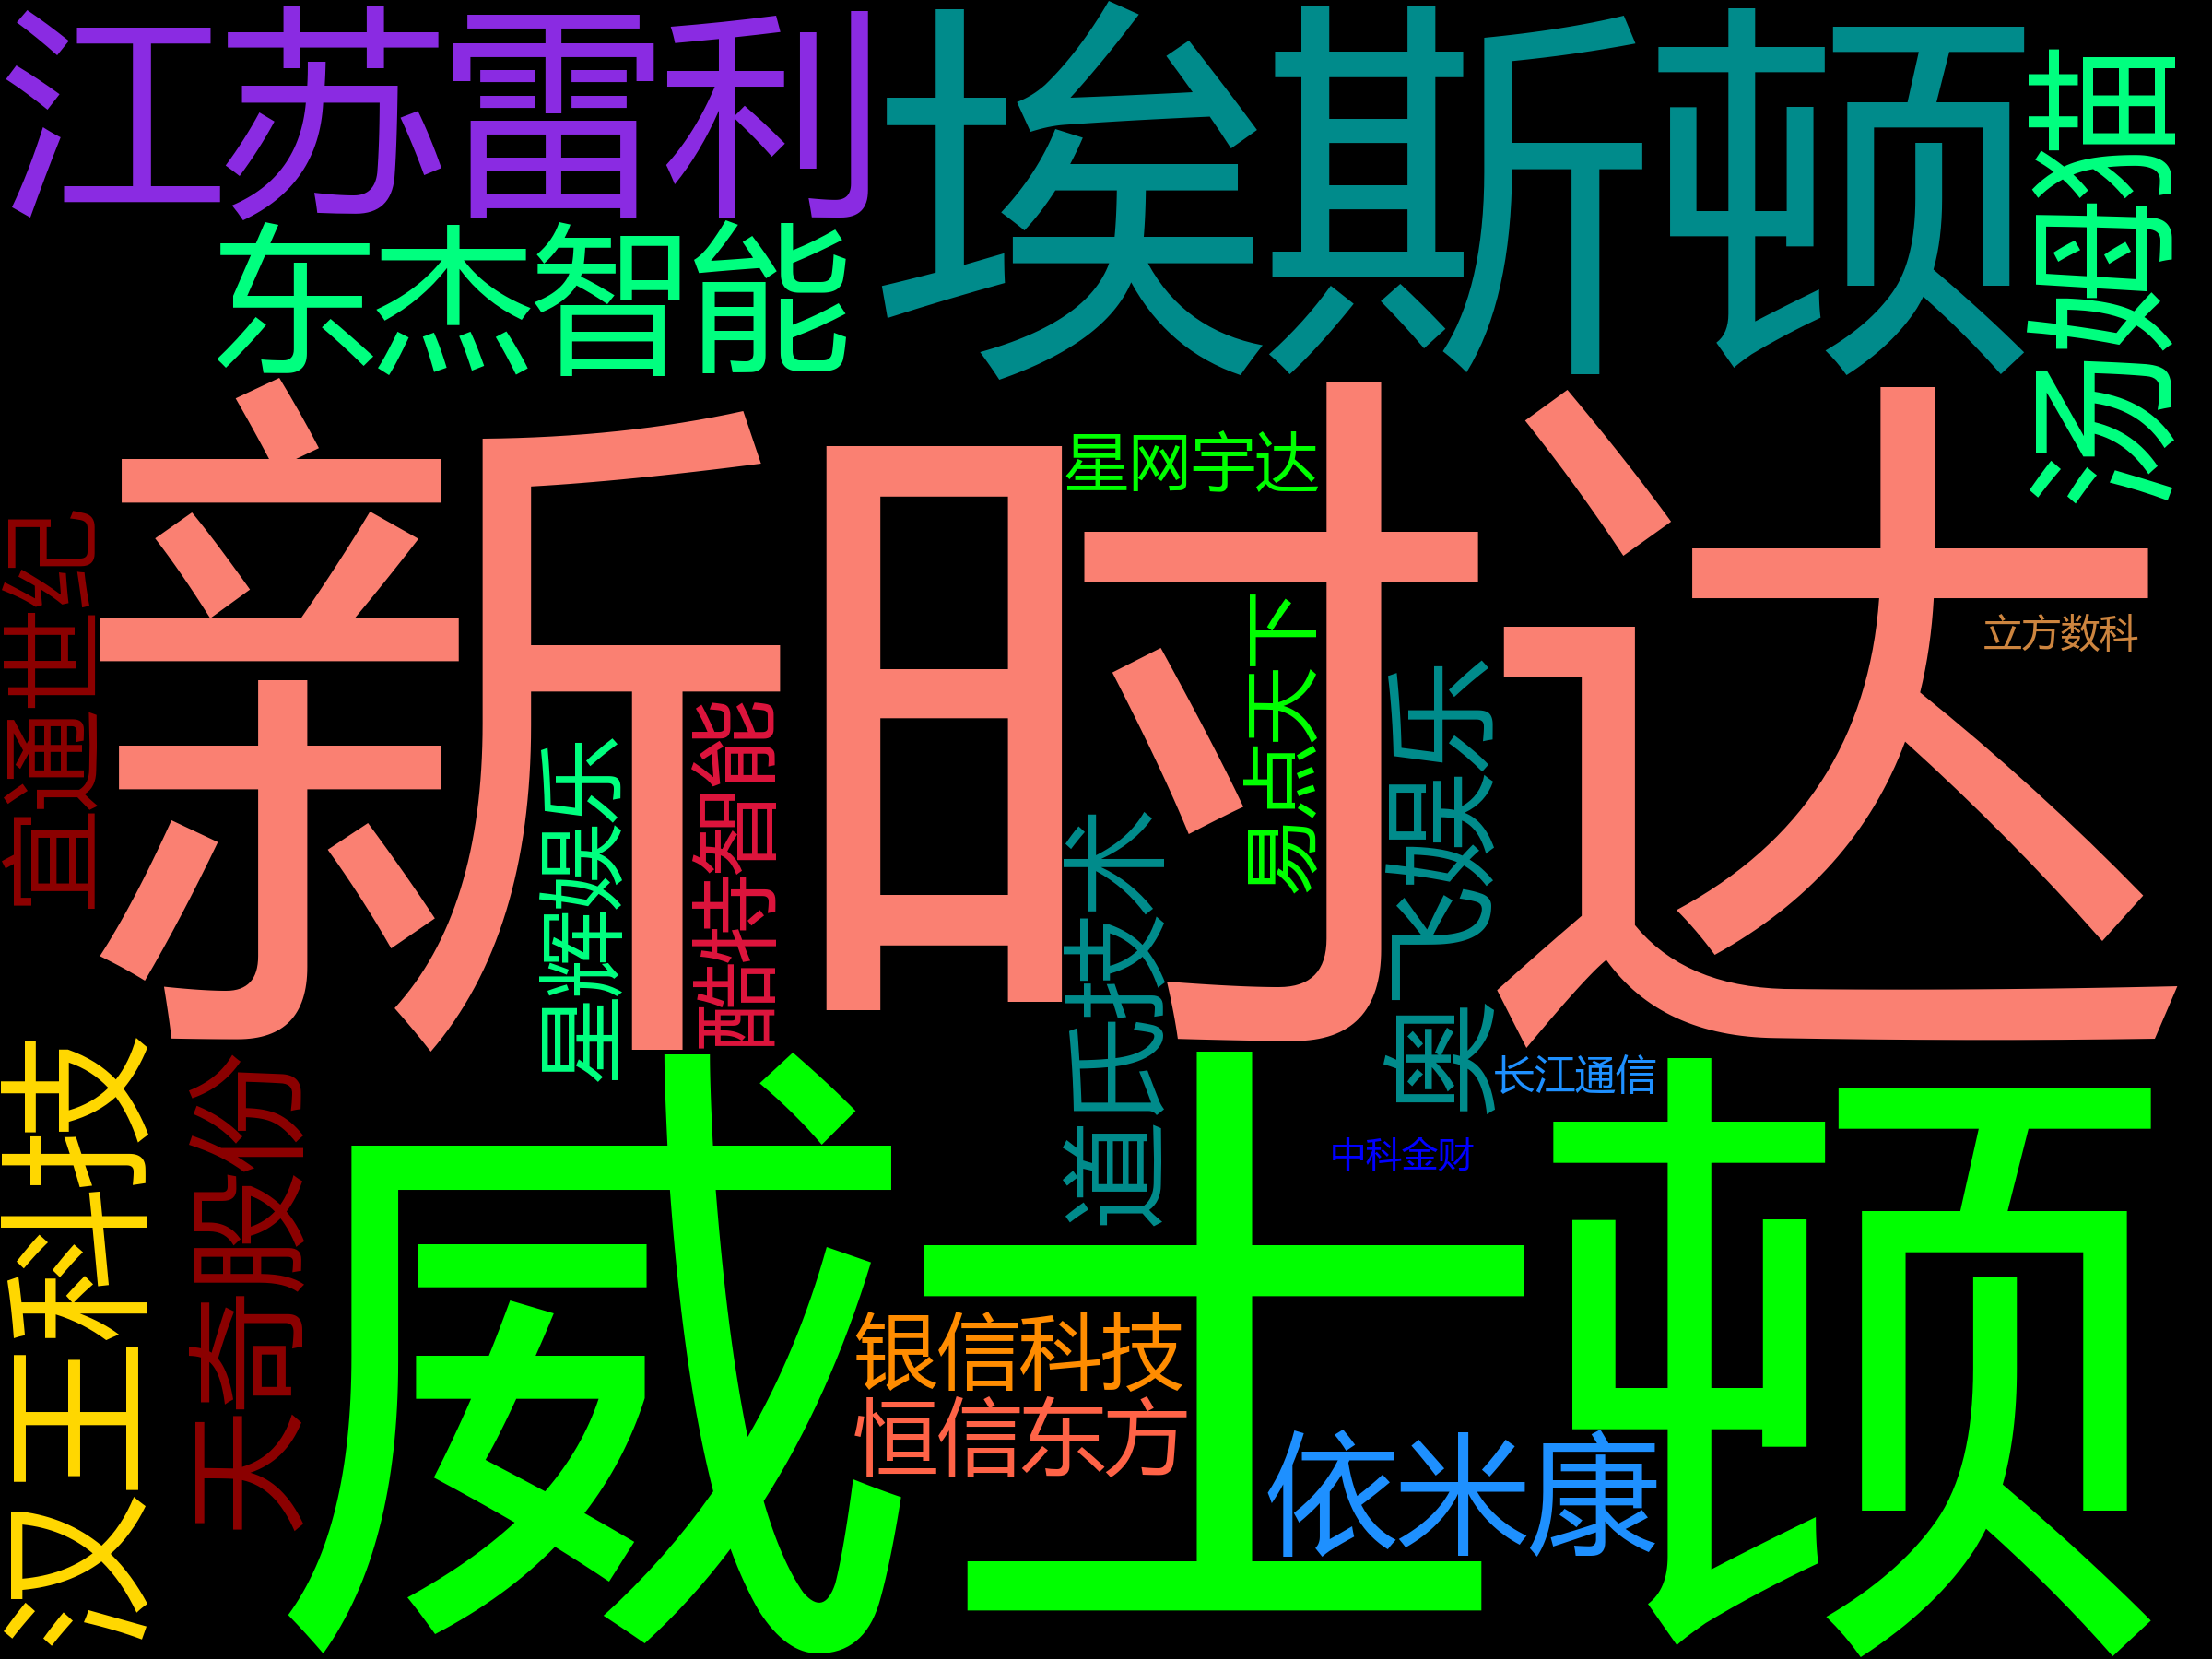 江苏雷利
埃斯顿
汤姆猫
东杰智能
新时达
星网宇达
宜通世纪
立方数科
易点天下
星辉娱乐
酷特智能
因飞娱乐
道氏技术
长江通信
中科金财
汉王科技
天奇股份
威士顿
银信科技
恒信东方
依米康